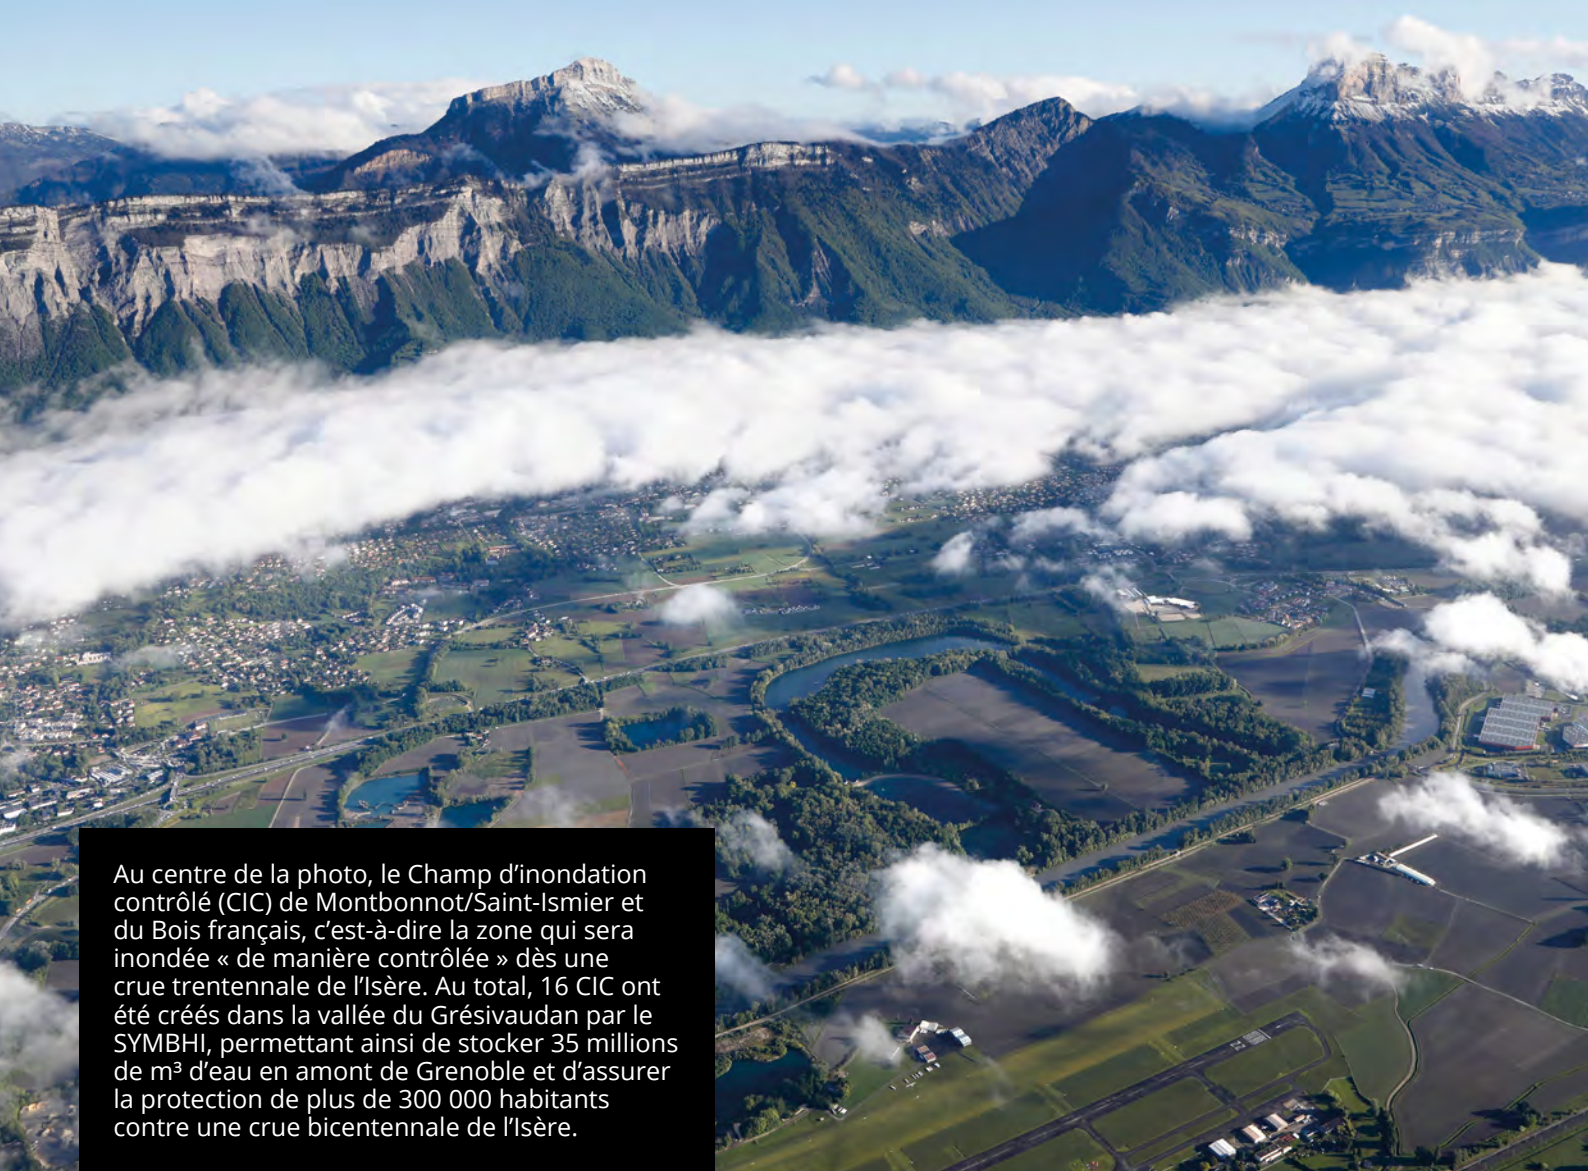 Au centre de la photo, le Champ d’inondation
contrôlé (CIC) de Montbonnot/Saint-Ismier et
du Bois français, c’est-à-dire la zone qui sera
inondée « de manière contrôlée » dès une
crue trentennale de l’Isère. Au total, 16 CIC ont
été créés dans la vallée du Grésivaudan par le
SYMBHI, permettant ainsi de stocker 35 millions
de m³ d’eau en amont de Grenoble et d’assurer
la protection de plus de 300 000 habitants
contre une crue bicentennale de l’Isère.